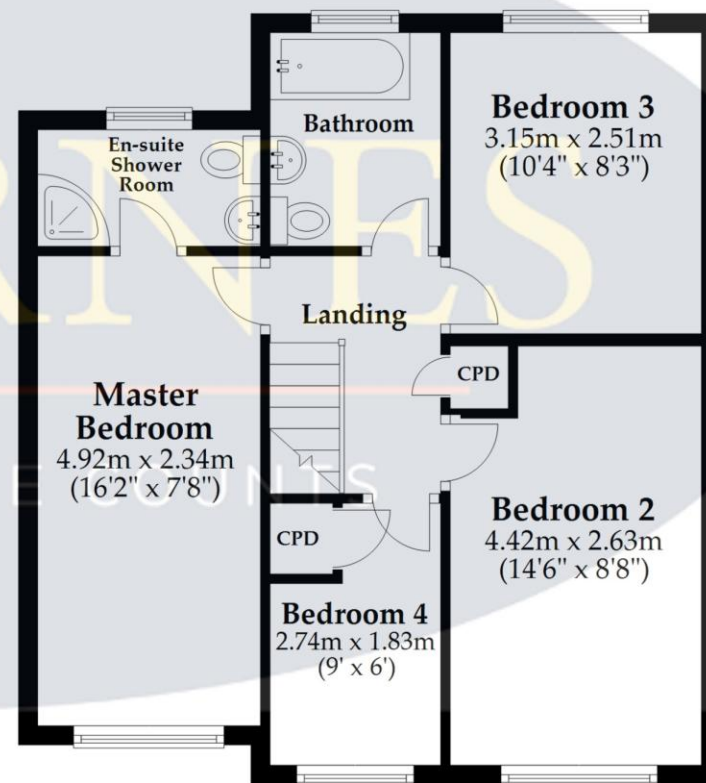 Bathroom
Bedroom 3
3.15m x 2.51m
(10'4" x 8'3")
En-suite
Shower
Room
Landing
CPD
Master
Bedroom
4.92m x 2.34m
(16'2" x 7'8")
CPD
Bedroom 2
4.42m x 2.63m
(14'6" x 8'8")
Bedroom 4
2.74m x 1.83m
(9' x 6')
RNES
E COUNTS